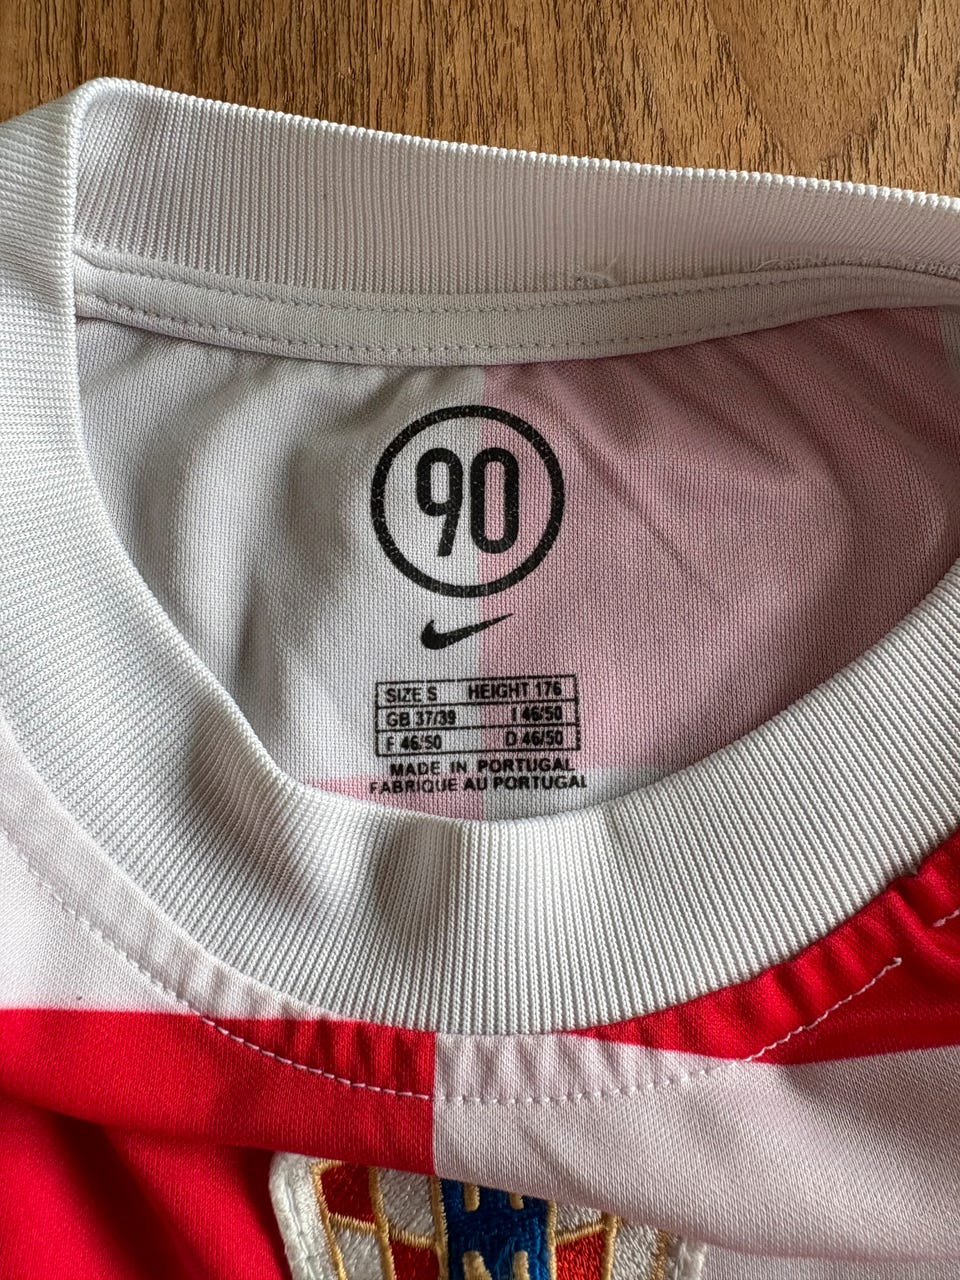 90
SIZE S HEIGHT 176
GB 37/39 I 46/50
F 46/50 D 46/50
MADE IN PORTUGAL
FABRIQUE AU PORTUGAL